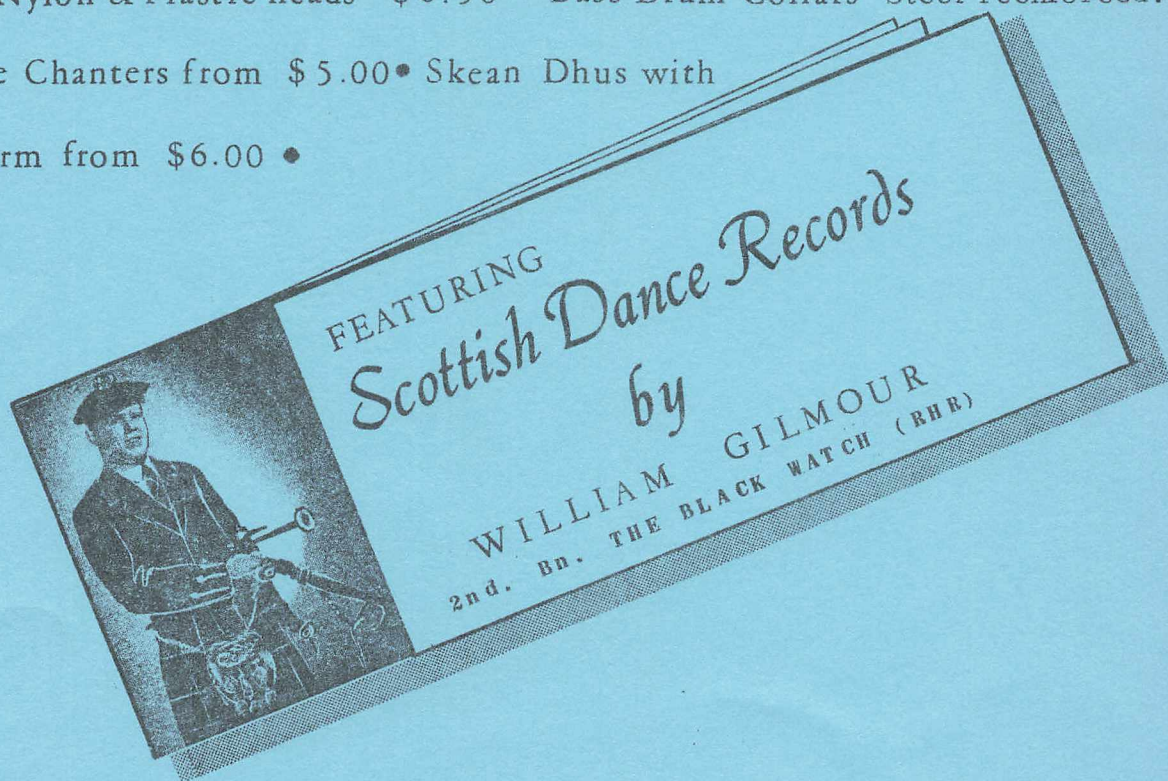 Chanters from $5.00• Skean Dhus with
from $6.00 •
FEATURING
Scottish Dance Records
by
WILLIAM GILMOUR
2nd. Bn. THE BLACK WATCH (RHR)